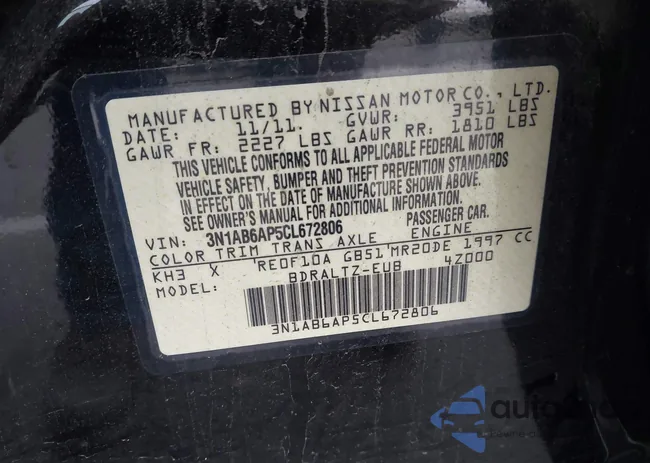 MANUFACTURED BY NISSAN MOTOR CO., LTD.
DATE: 11/11. GVWR: 3951 LBS
GAWR FR: 2227 LBS GAWR RR: 1810 LBS
THIS VEHICLE CONFORMS TO ALL APPLICABLE FEDERAL MOTOR
VEHICLE SAFETY, BUMPER AND THEFT PREVENTION STANDARDS
IN EFFECT ON THE DATE OF MANUFACTURE SHOWN ABOVE.
SEE OWNER'S MANUAL FOR ADDITIONAL INFORMATION.
VIN: 3N1AB6AP5CL672806 PASSENGER CAR.
COLOR TRIM TRANS AXLE ENGINE
KH3 X 'RE0F10A GB51'MR20DE 1997 CC
MODEL: BDRALTZ-EUB 4Z000
3N1AB6AP5CL672806